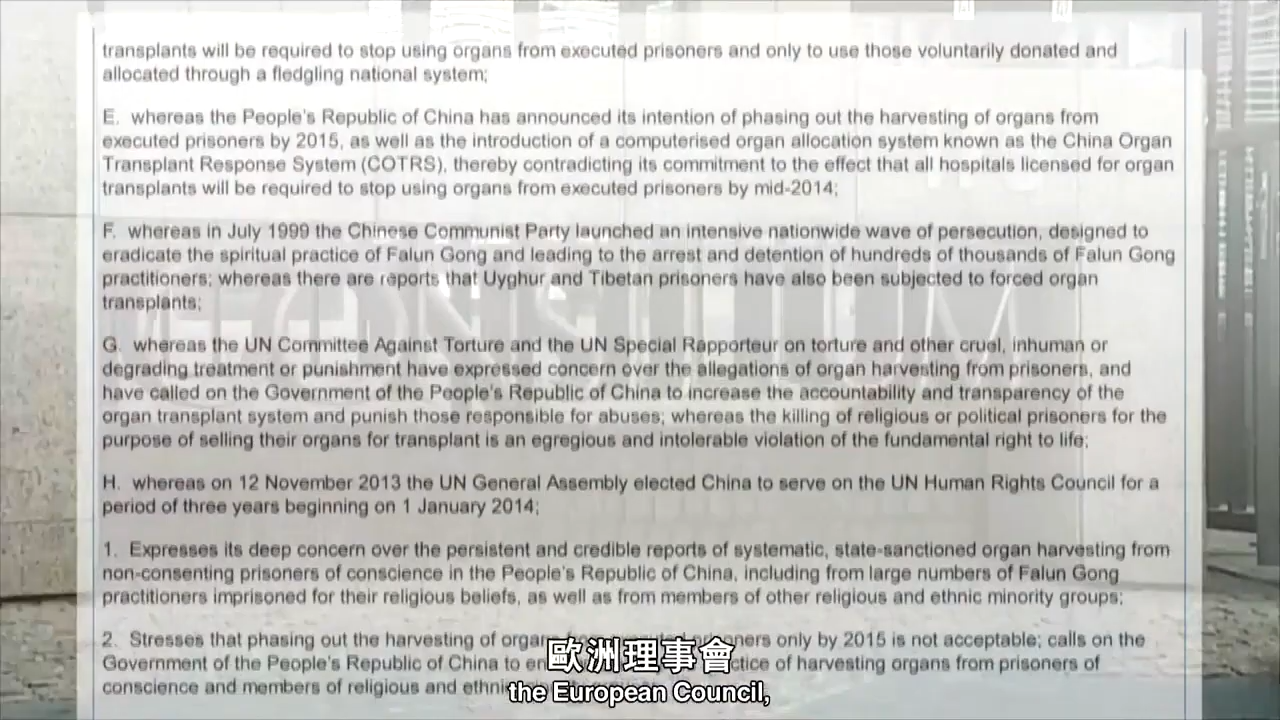 transplants will be required to stop using organs from executed prisoners and only to use those voluntarily donated and
allocated through a fledgling national system;
E. whereas the People's Republic of China has announced its intention of phasing out the harvesting of organs from
executed prisoners by 2015, as well as the introduction of a computerised organ allocation system known as the China Organ
Transplant Response System (COTRS), thereby contradicting its commitment to the effect that all hospitals licensed for organ
transplants will be required to stop using organs from executed prisoners by mid-2014;
F. whereas in July 1999 the Chinese Communist Party launched an intensive nationwide wave of persecution, designed to
eradicate the spiritual practice of Falun Gong and leading to the arrest and detention of hundreds of thousands of Falun Gong
practitioners; whereas there are reports that Uyghur and Tibetan prisoners have also been subjected to forced organ
transplants;
G. whereas the UN Committee Against Torture and the UN Special Rapporteur on torture and other cruel, inhuman or
degrading treatment or punishment have expressed concern over the allegations of organ harvesting from prisoners, and
have called on the Government of the People's Republic of China to increase the accountability and transparency of the
organ transplant system and punish those responsible for abuses; whereas the killing of religious or political prisoners for the
purpose of selling their organs for transplant is an egregious and intolerable violation of the fundamental right to life;
H. whereas on 12 November 2013 the UN General Assembly elected China to serve on the UN Human Rights Council for a
period of three years beginning on 1 January 2014;
1. Expresses its deep concern over the persistent and credible reports of systematic, state-sanctioned organ harvesting from
non-consenting prisoners of conscience in the People's Republic of China, including from large numbers of Falun Gong
practitioners imprisoned for their religious beliefs, as well as from members of other religious and ethnic minority groups;
2. Stresses that phasing out the harvesting of only by 2015 is not acceptable; calls on the
Government of the People's Republic of China to of harvesting organs from prisoners of
conscience and members of religious and
歐洲理事會
the European Council,